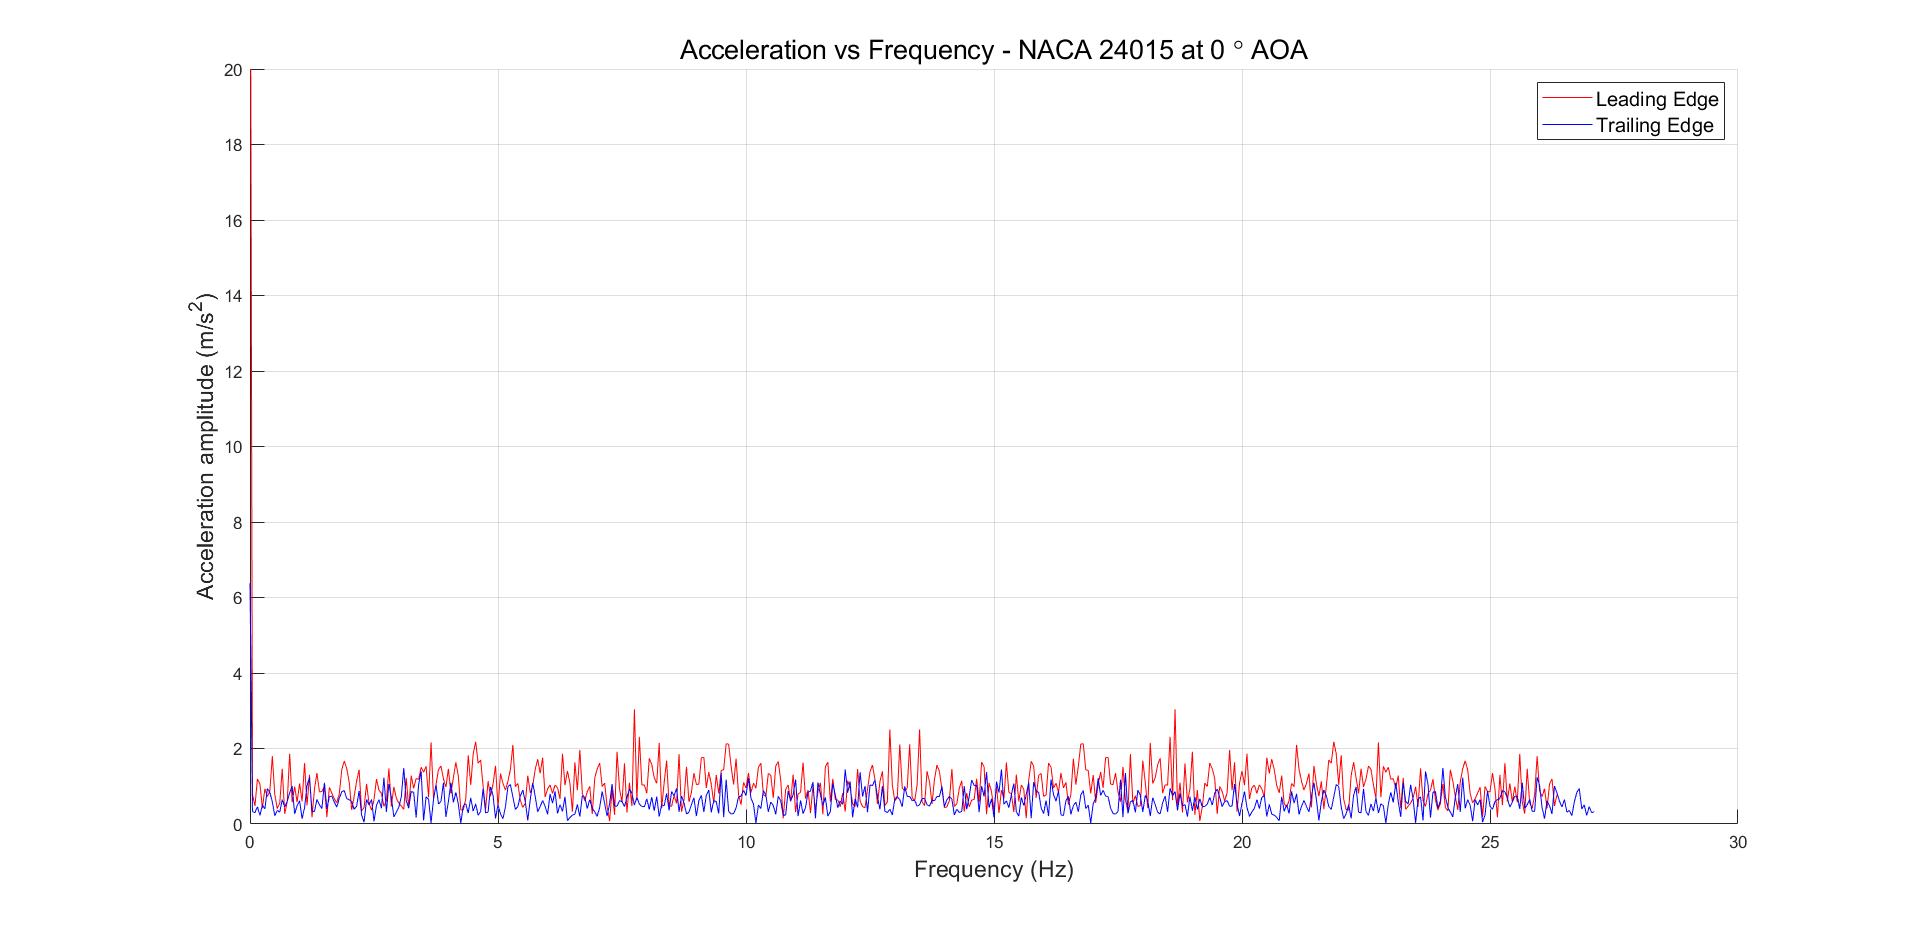 Acceleration vs Frequency - NACA 24015 at 0 ° AOA
Leading Edge
Trailing Edge
Acceleration amplitude (m/s²)
20
18
16
14
12
10
8
6
4
2
0
0 5 10 15 20 25 30
Frequency (Hz)